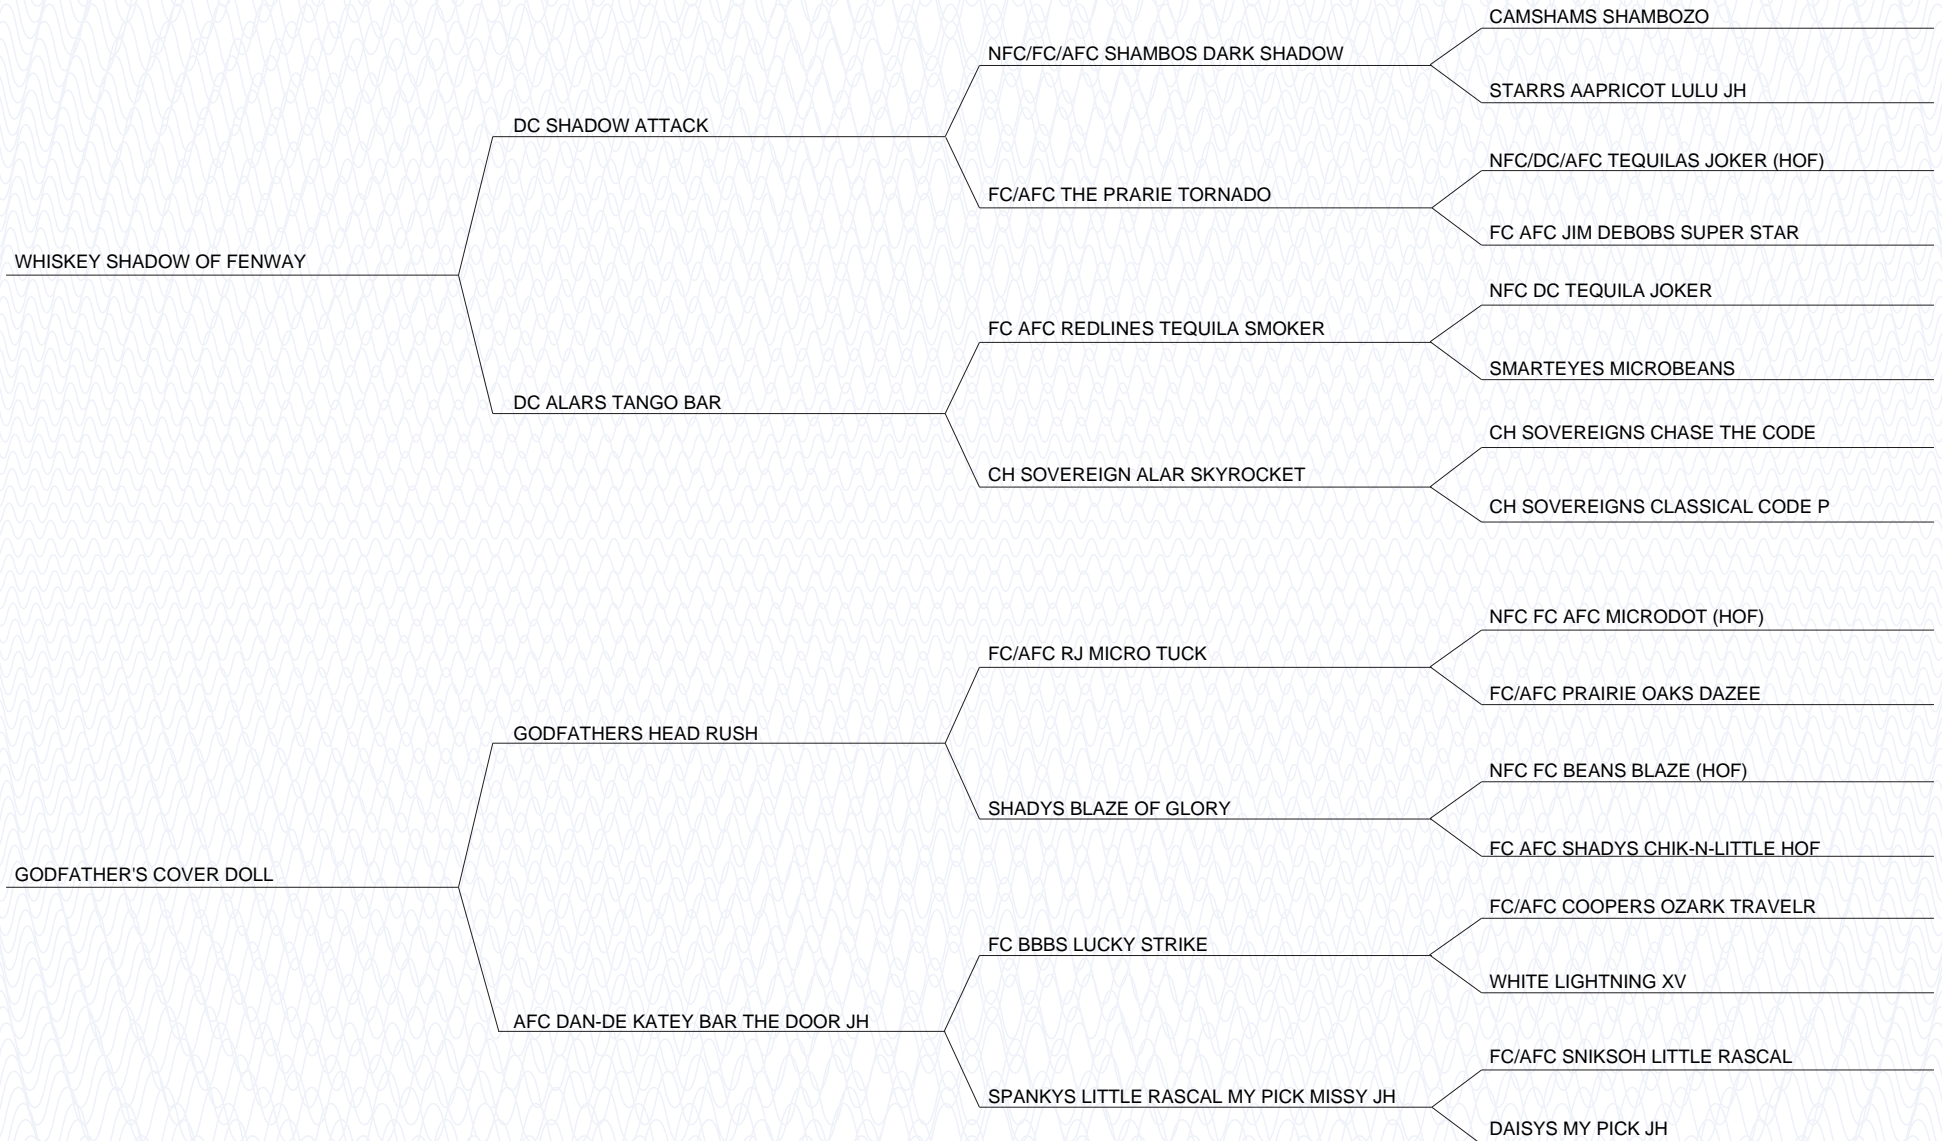 CAMSHAMS SHAMBOZO
NFC/FC/AFC SHAMBOS DARK SHADOW
STARRS AAPRICOT LULU JH
DC SHADOW ATTACK
NFC/DC/AFC TEQUILAS JOKER (HOF)
FC/AFC THE PRARIE TORNADO
FC AFC JIM DEBOBS SUPER STAR
WHISKEY SHADOW OF FENWAY
NFC DC TEQUILA JOKER
FC AFC REDLINES TEQUILA SMOKER
SMARTEYES MICROBEANS
DC ALARS TANGO BAR
CH SOVEREIGNS CHASE THE CODE
CH SOVEREIGN ALAR SKYROCKET
CH SOVEREIGNS CLASSICAL CODE P
NFC FC AFC MICRODOT (HOF)
FC/AFC RJ MICRO TUCK
FC/AFC PRAIRIE OAKS DAZEE
GODFATHERS HEAD RUSH
NFC FC BEANS BLAZE (HOF)
SHADYS BLAZE OF GLORY
FC AFC SHADYS CHIK-N-LITTLE HOF
GODFATHER'S COVER DOLL
FC/AFC COOPERS OZARK TRAVELR
FC BBBS LUCKY STRIKE
WHITE LIGHTNING XV
AFC DAN-DE KATEY BAR THE DOOR JH
FC/AFC SNIKSOH LITTLE RASCAL
SPANKYS LITTLE RASCAL MY PICK MISSY JH
DAISYS MY PICK JH